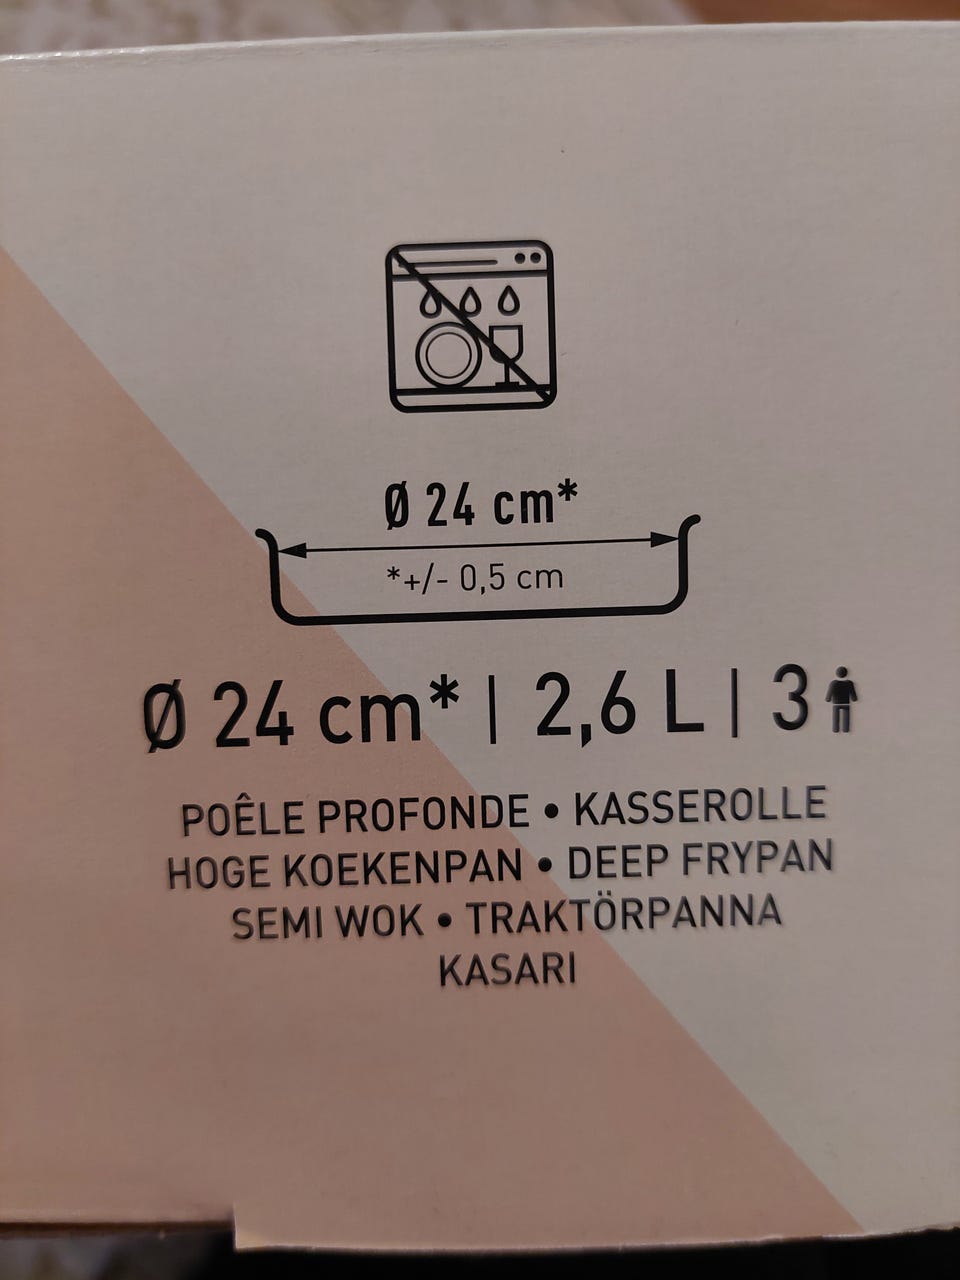 Ø 24 cm*
*+/- 0,5 cm
Ø 24 cm* | 2,6 L | 3
POÊLE PROFONDE • KASSEROLLE
HOGE KOEKENPAN • DEEP FRYPAN
SEMI WOK • TRAKTÖRPANNA
KASARI